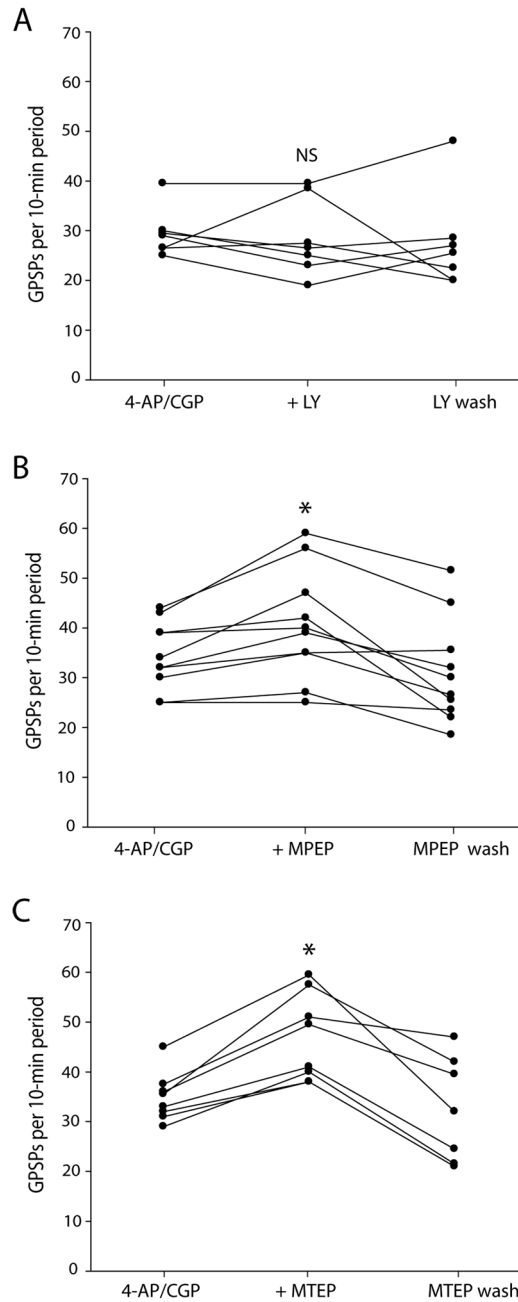 A
70
60
50
40
30
20
10
0
GPSPs per 10-min period
NS
4-AP/CGP + LY LY wash
B
70
60
50
40
30
20
10
0
GPSPs per 10-min period
*
4-AP/CGP + MPEP MPEP wash
C
70
60
50
40
30
20
10
0
GPSPs per 10-min period
*
4-AP/CGP + MTEP MTEP wash